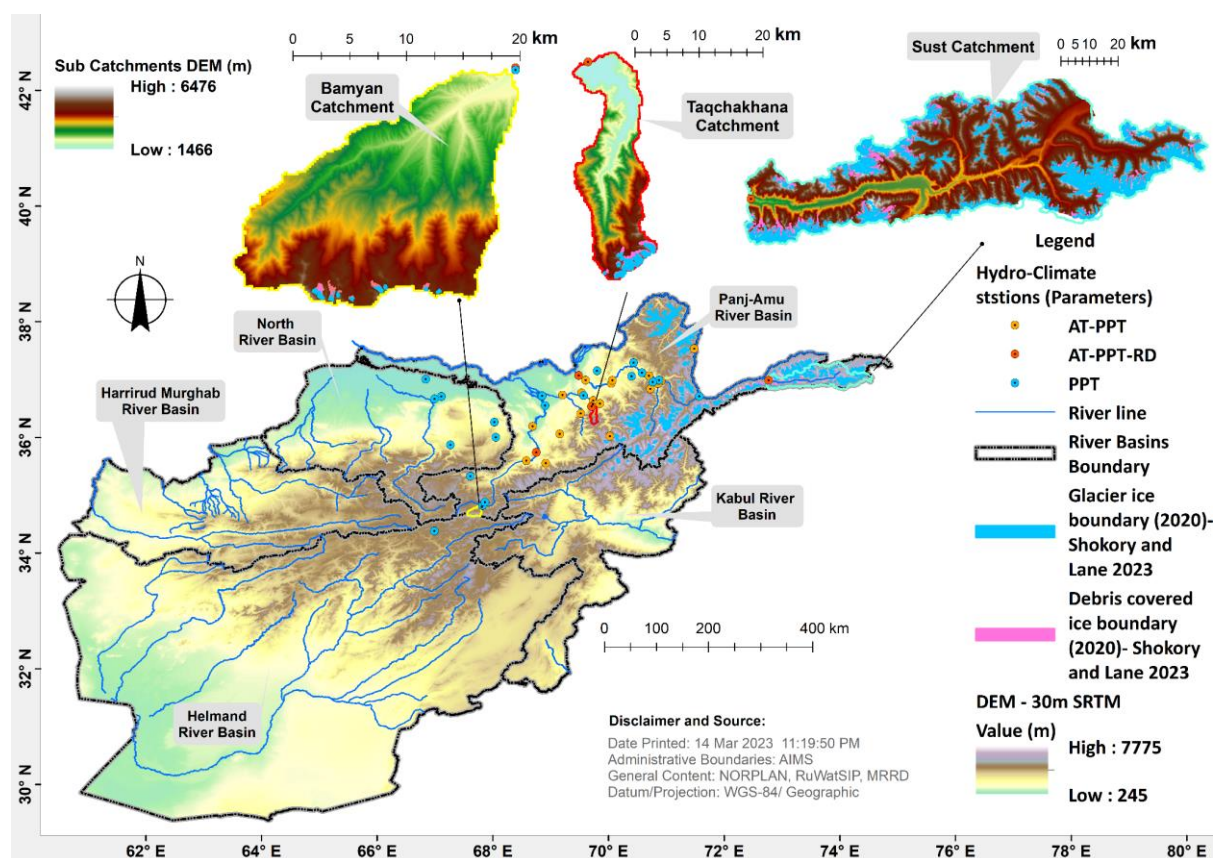 Sub Catchments DEM (m)
High : 6476
Low : 1466
0 5 10 20 km
Bamyan
Catchment
0 5 10 20 km
Taqchakhana
Catchment
Sust Catchment
0 5 10 20 km
42° N
40° N
38° N
36° N
34° N
32° N
30° N
N
North
River Basin
Harrirud Murghab
River Basin
Panj-Amu
River Basin
Kabul River
Basin
Helmand
River Basin
0 100 200 400 km
Disclaimer and Source:
Date Printed: 14 Mar 2023 11:19:50 PM
Administrative Boundaries: AIMS
General Content: NORPLAN, RuWatSIP, MRRD
Datum/Projection: WGS-84/ Geographic
Legend
Hydro-Climate
ststions (Parameters)
AT-PPT
AT-PPT-RD
PPT
River line
River Basins
Boundary
Glacier ice
boundary (2020)-
Shokory and
Lane 2023
Debris covered
ice boundary
(2020)- Shokory
and Lane 2023
DEM - 30m SRTM
Value (m)
High : 7775
Low : 245
62° E 64° E 66° E 68° E 70° E 72° E 74° E 76° E 78° E 80° E